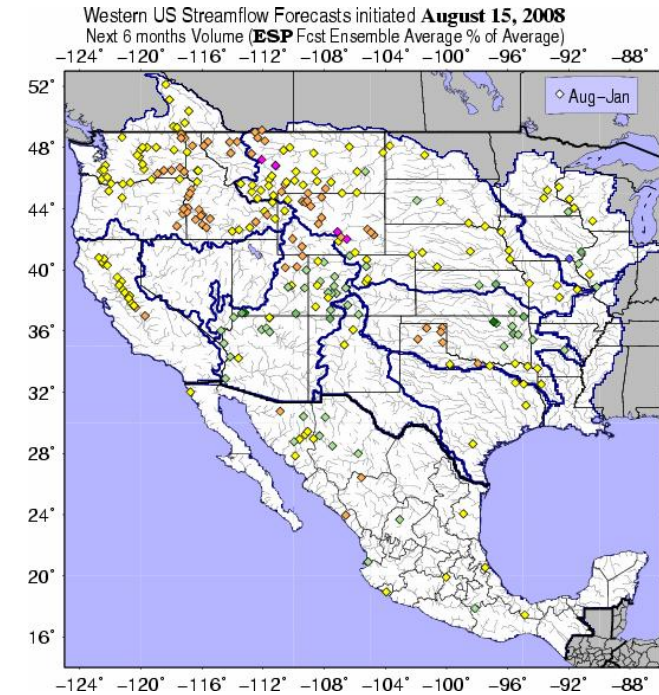 Western US Streamflow Forecasts initiated August 15, 2008
Next 6 months Volume (ESP Fcst Ensemble Average % of Average)
−124° −120° −116° −112° −108° −104° −100° −96° −92° −88°
52°
Aug−Jan
48°
44°
40°
36°
32°
28°
24°
20°
16°
−124° −120° −116° −112° −108° −104° −100° −96° −92° −88°